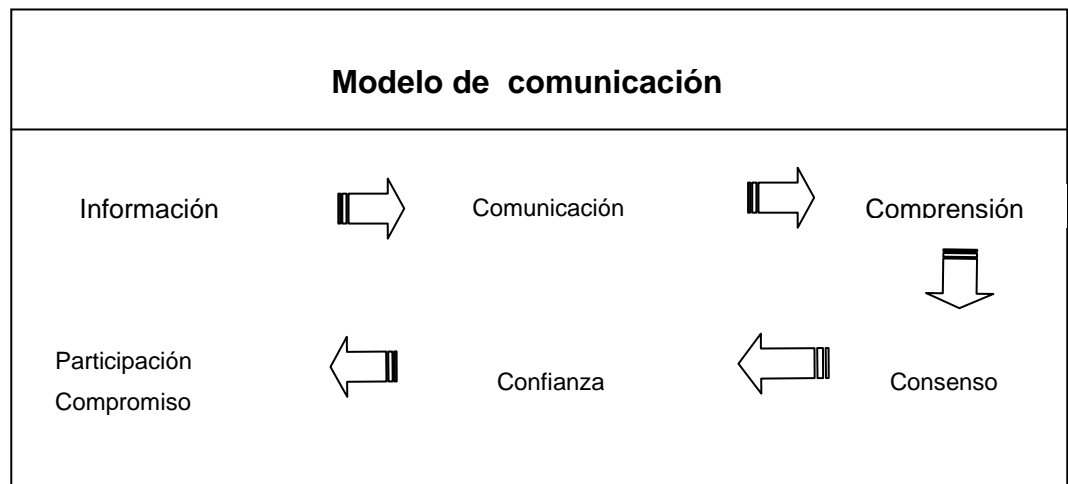 Modelo de comunicación
Información
Comunicación
Comprensión
Participación
Compromiso
Confianza
Consenso